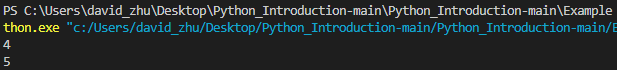 PS C:\Users\david_zhu\Desktop\Python_Introduction-main\Python_Introduction-main\Example
thon.exe "c:/Users/david_zhu/Desktop/Python_Introduction-main/Python_Introduction-main/E
4
5